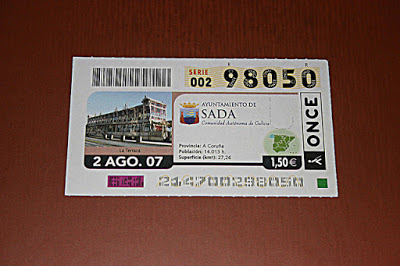 SERIE
002
98050
AYUNTAMIENTO DE
SADA
Comunidad Autónoma de Galicia
La Terraza
Provincia: A Coruña
Población: 14.013 h.
Superficie (km²): 27,24
2 AGO. 07
1,50€
ONCE
214700298050